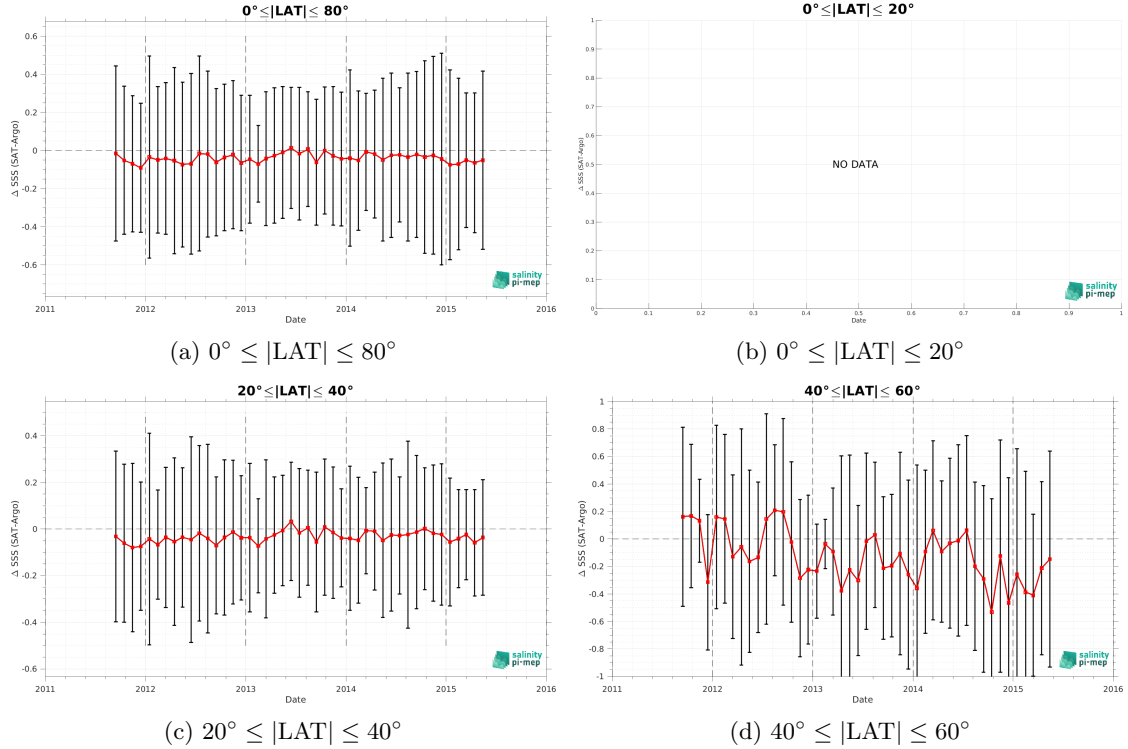 0°≤|LAT|≤ 80°
Δ SSS (SAT-Argo)
0.6
0.4
0.2
0
-0.2
-0.4
-0.6
2011 2012 2013 2014 2015 2016
Date
salinity
pi-mep
(a) 0° ≤ |LAT| ≤ 80°
0°≤|LAT|≤ 20°
Δ SSS (SAT-Argo)
1
0.9
0.8
0.7
0.6
0.5
0.4
0.3
0.2
0.1
0
NO DATA
0 0.1 0.2 0.3 0.4 0.5 0.6 0.7 0.8 0.9 1
Date
salinity
pi-mep
(b) 0° ≤ |LAT| ≤ 20°
20°≤|LAT|≤ 40°
Δ SSS (SAT-Argo)
0.4
0.2
0
-0.2
-0.4
-0.6
2011 2012 2013 2014 2015 2016
Date
salinity
pi-mep
(c) 20° ≤ |LAT| ≤ 40°
40°≤|LAT|≤ 60°
Δ SSS (SAT-Argo)
1
0.8
0.6
0.4
0.2
0
-0.2
-0.4
-0.6
-0.8
-1
2011 2012 2013 2014 2015 2016
Date
salinity
pi-mep
(d) 40° ≤ |LAT| ≤ 60°